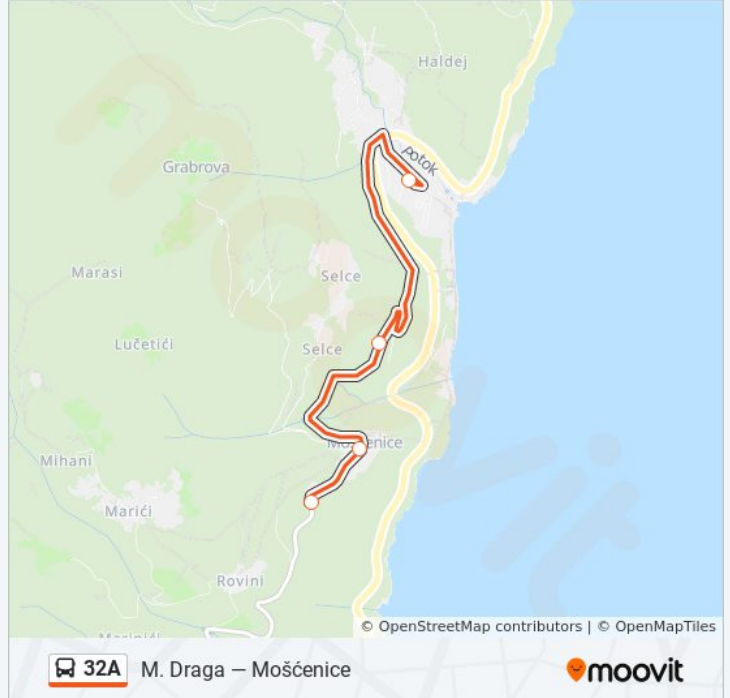 Haldej
potok
Grabrova
Selce
Marasi
Lučetići
Selce
Mošćenice
Mihani
Marići
Rovini
© OpenStreetMap contributors | © OpenMapTiles
32A M. Draga — Mošćenice
moovit